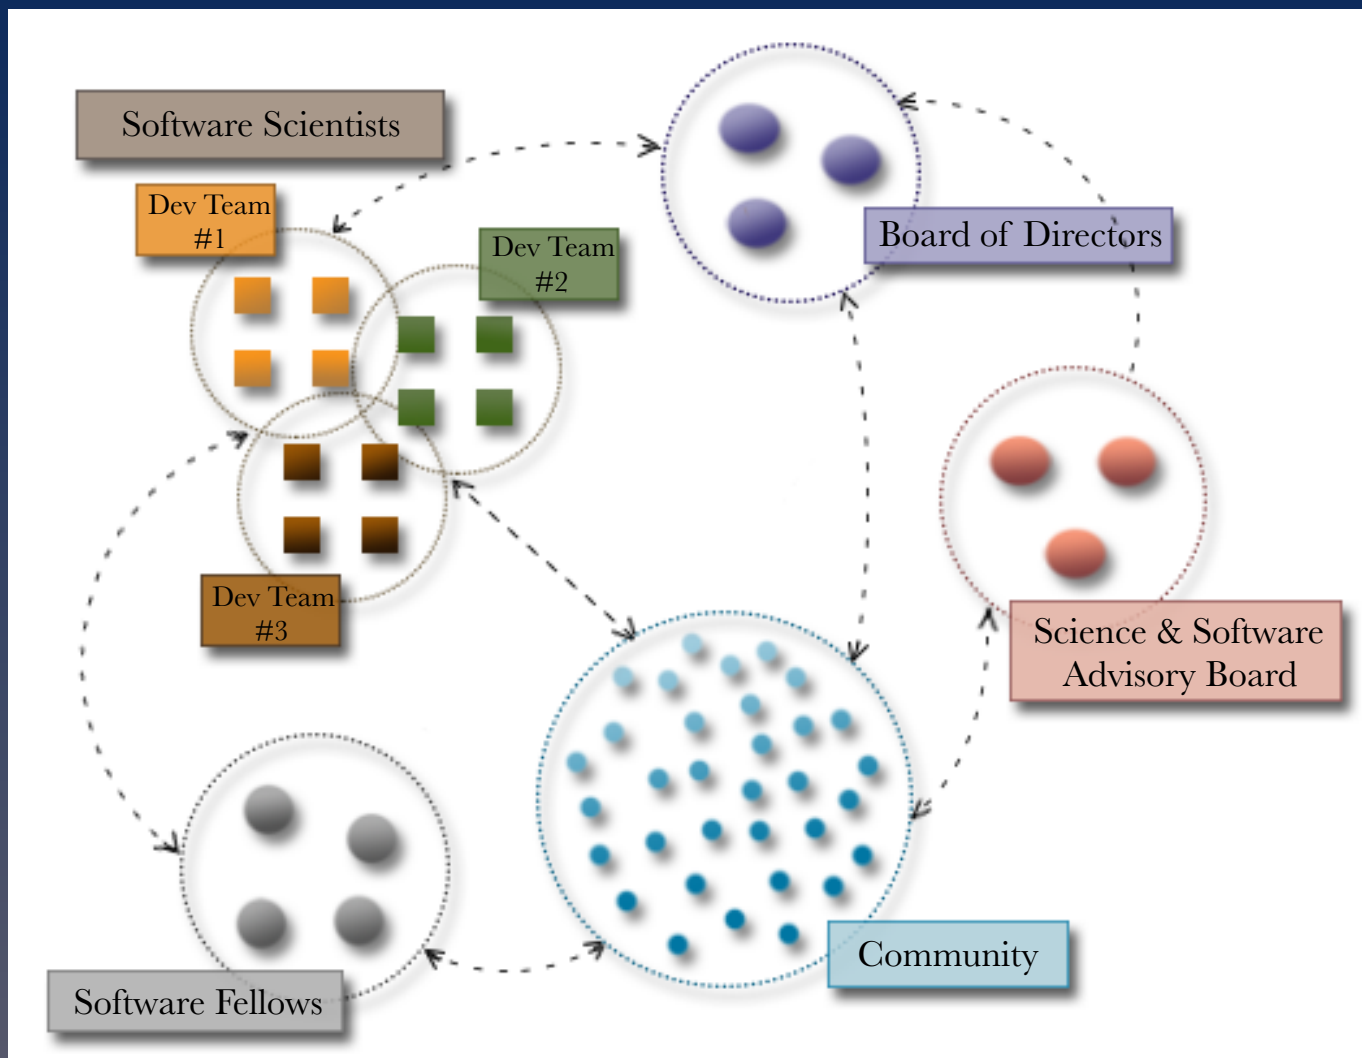 Software Scientists
Dev Team
#1
Dev Team
#2
Board of Directors
Dev Team
#3
Science & Software
Advisory Board
Community
Software Fellows